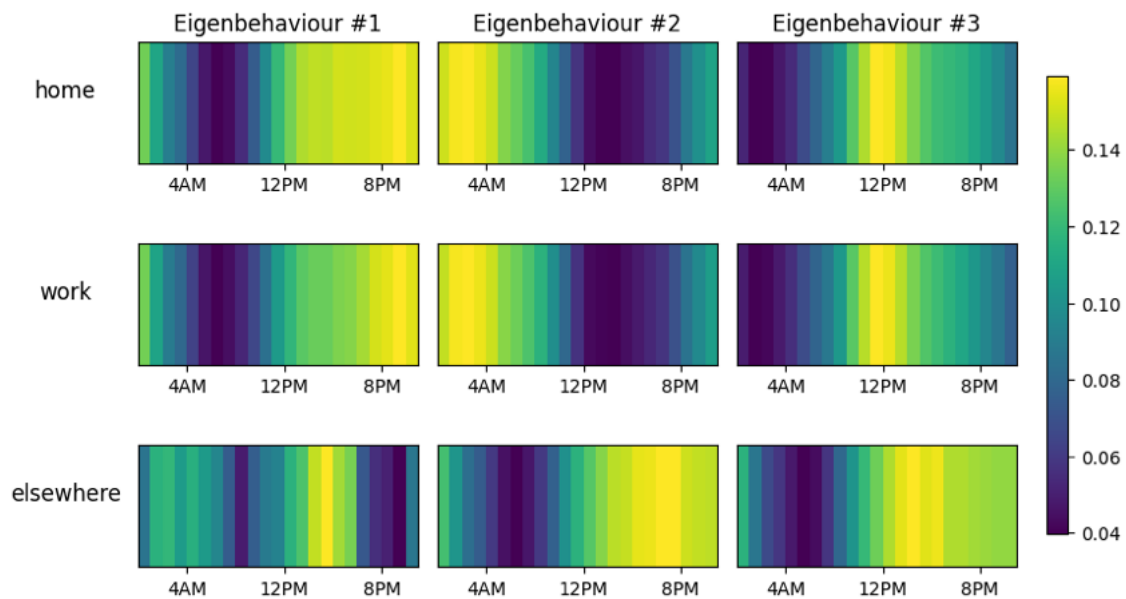 Eigenbehaviour #1 Eigenbehaviour #2 Eigenbehaviour #3
home
4AM 12PM 8PM 4AM 12PM 8PM 4AM 12PM 8PM
work
4AM 12PM 8PM 4AM 12PM 8PM 4AM 12PM 8PM
elsewhere
4AM 12PM 8PM 4AM 12PM 8PM 4AM 12PM 8PM
0.14
0.12
0.10
0.08
0.06
0.04